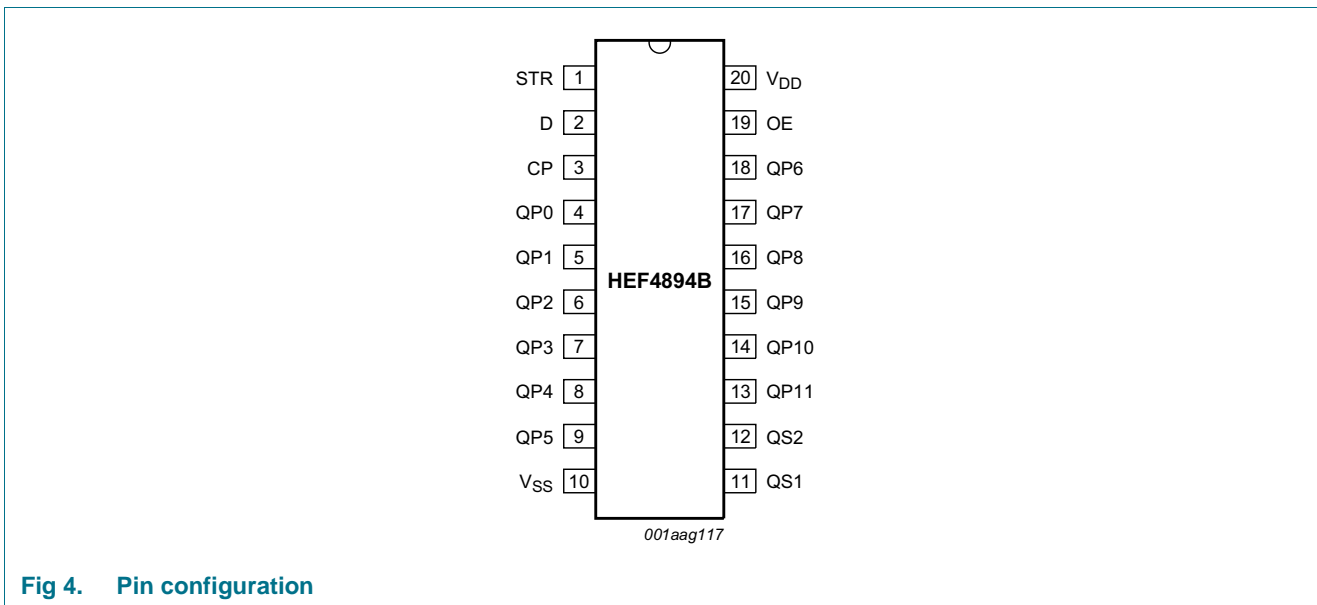 STR 1 20 VDD
D 2 19 OE
CP 3 18 QP6
QP0 4 17 QP7
QP1 5 16 QP8
HEF4894B
QP2 6 15 QP9
QP3 7 14 QP10
QP4 8 13 QP11
QP5 9 12 QS2
VSS 10 11 QS1
001aag117
Fig 4. Pin configuration